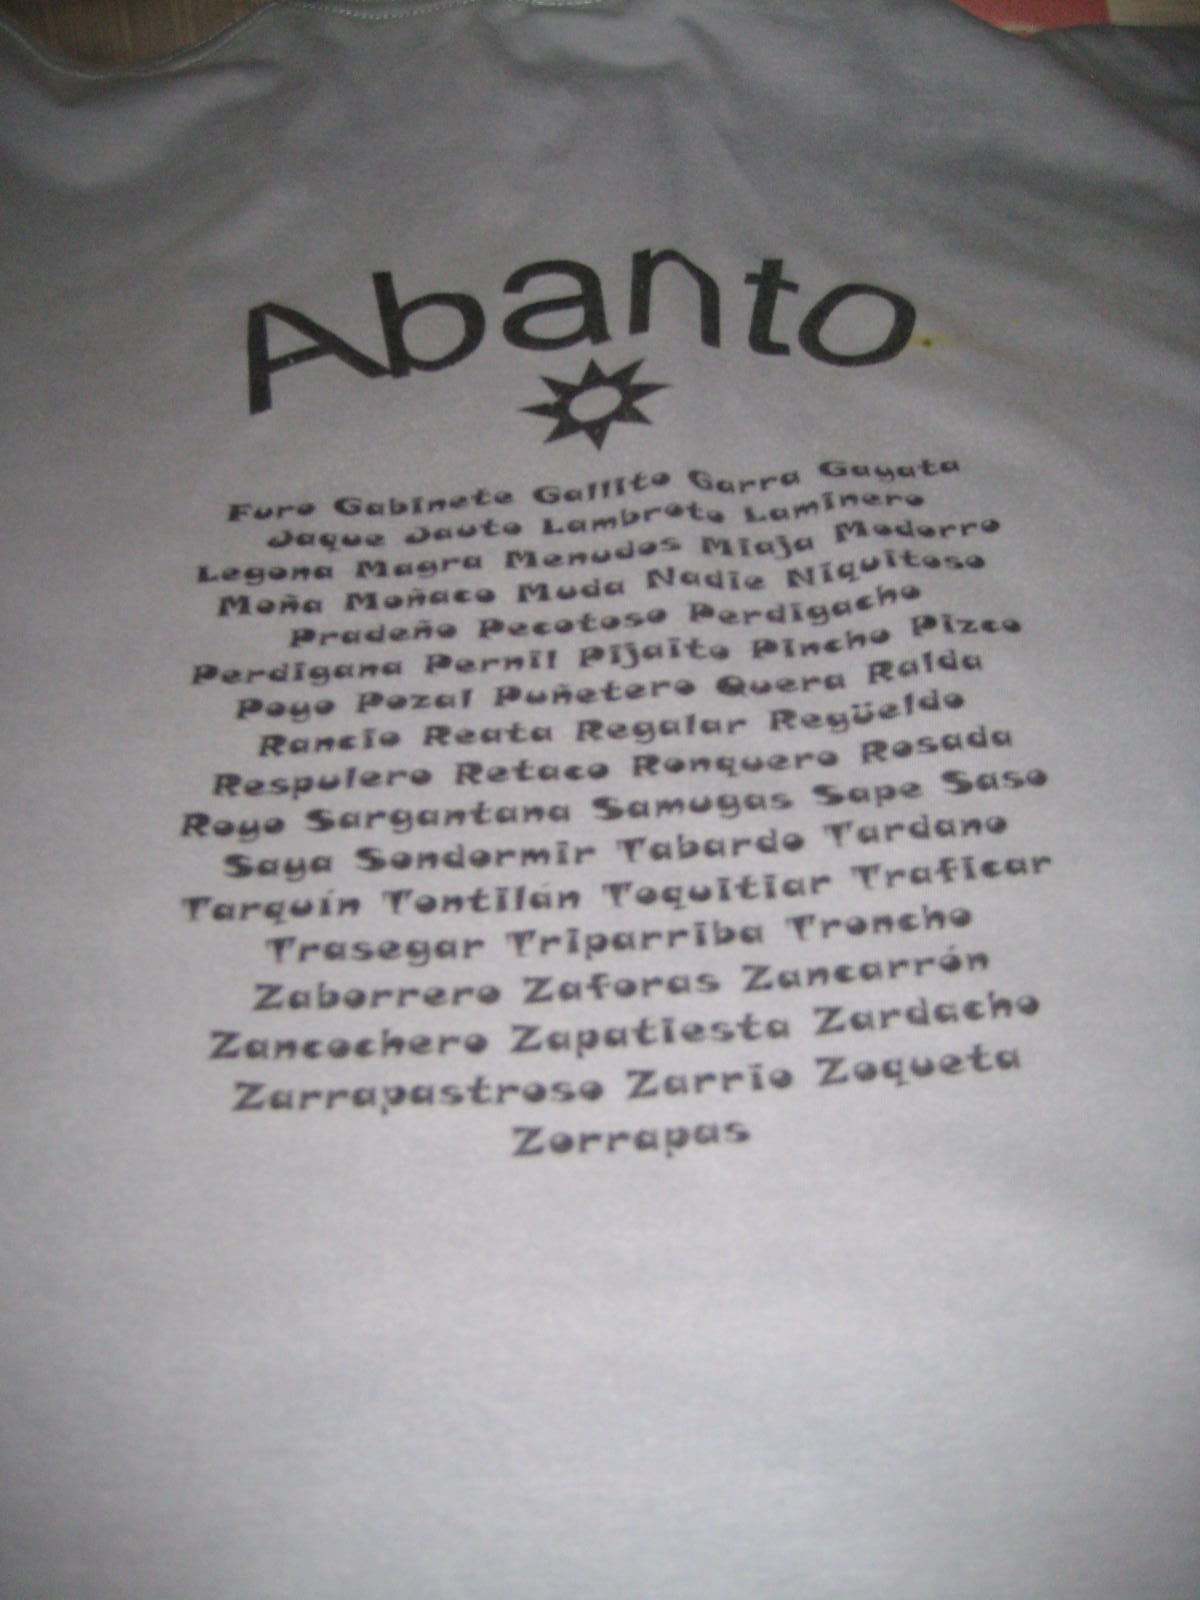 Abanto
Furo Gabinete Gallito Garra Gayata
Jaque Jauto Lambroto Laminero
Legona Magra Menudos Miaja Modorro
Moña Moñaco Muda Nadie Niquitoso
Pradeño Pecotoso Perdigacho
Perdigana Pernil Pijaito Pincho Pizco
Poyo Pozal Puñetero Quera Ralda
Rancio Reata Regalar Regüeldo
Respulero Retaco Ronquero Rosada
Royo Sargantana Samugas Sape Saso
Saya Sondormir Tabardo Tardano
Tarquín Tontilán Toquitiar Traficar
Trasegar Triparriba Troncho
Zaborrero Zaforas Zancarrón
Zancochero Zapatiesta Zardacho
Zarrapastroso Zarrio Zoqueta
Zorrapas